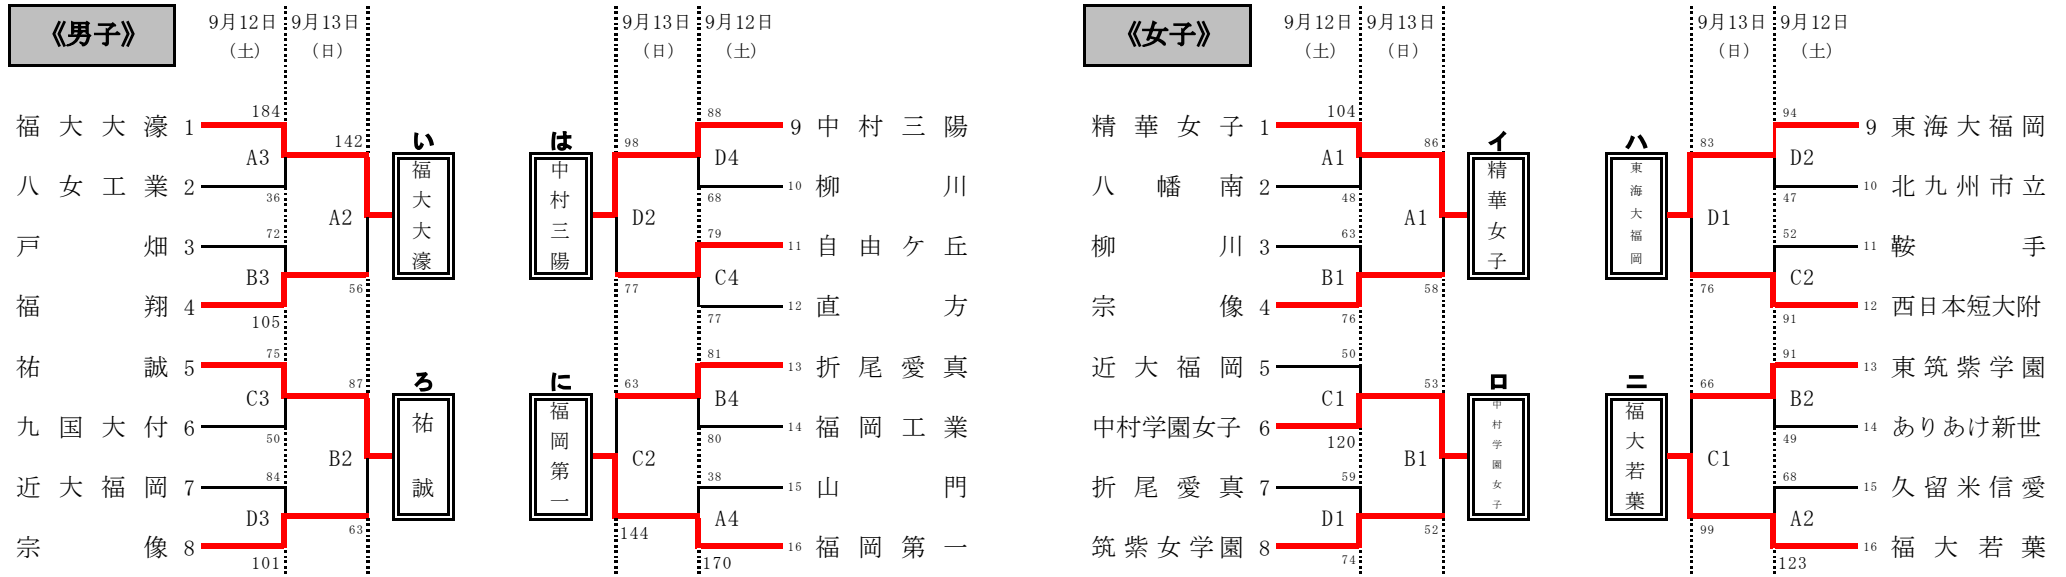 《男子》
9月12日 9月13日
(土) (日)
9月13日 9月12日
(日) (土)
184
福大大濠 1
142
A3
八女工業 2
36
A2
72
戸畑 3
B3
56
福翔 4
105
75
祐誠 5
87
C3
九国大付 6
50
B2
84
近大福岡 7
D3
63
宗像 8
101
い
福大大濠
ろ
祐誠
は
中村三陽
に
福岡第一
88
9 中村三陽
98
D4
10 柳川
68
D2
79
11 自由ケ丘
C4
77
12 直方
77
81
13 折尾愛真
63
B4
14 福岡工業
80
C2
38
15 山門
A4
144
16 福岡第一
170
《女子》
9月12日 9月13日
(土) (日)
9月13日 9月12日
(日) (土)
104
精華女子 1
86
A1
八幡南 2
48
A1
63
柳川 3
B1
58
宗像 4
76
50
近大福岡 5
53
C1
中村学園女子 6
120
B1
59
折尾愛真 7
D1
52
筑紫女学園 8
74
イ
精華女子
ロ
中村学園女子
ハ
東海大福岡
ニ
福大若葉
94
9 東海大福岡
83
D2
10 北九州市立
47
D1
52
11 鞍手
C2
76
12 西日本短大附
91
91
13 東筑紫学園
66
B2
14 ありあけ新世
49
C1
68
15 久留米信愛
A2
99
16 福大若葉
123